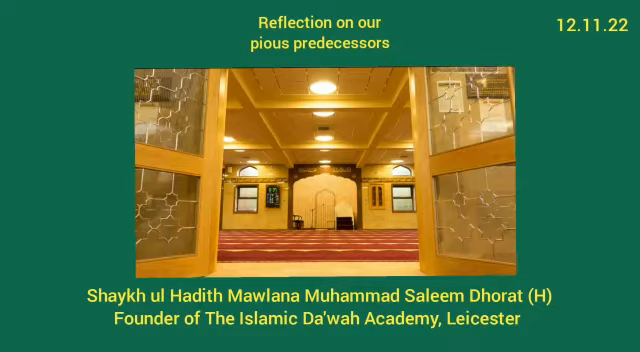 Reflection on our
pious predecessors
12.11.22
Shaykh ul Hadith Mawlana Muhammad Saleem Dhorat (H)
Founder of The Islamic Da'wah Academy, Leicester